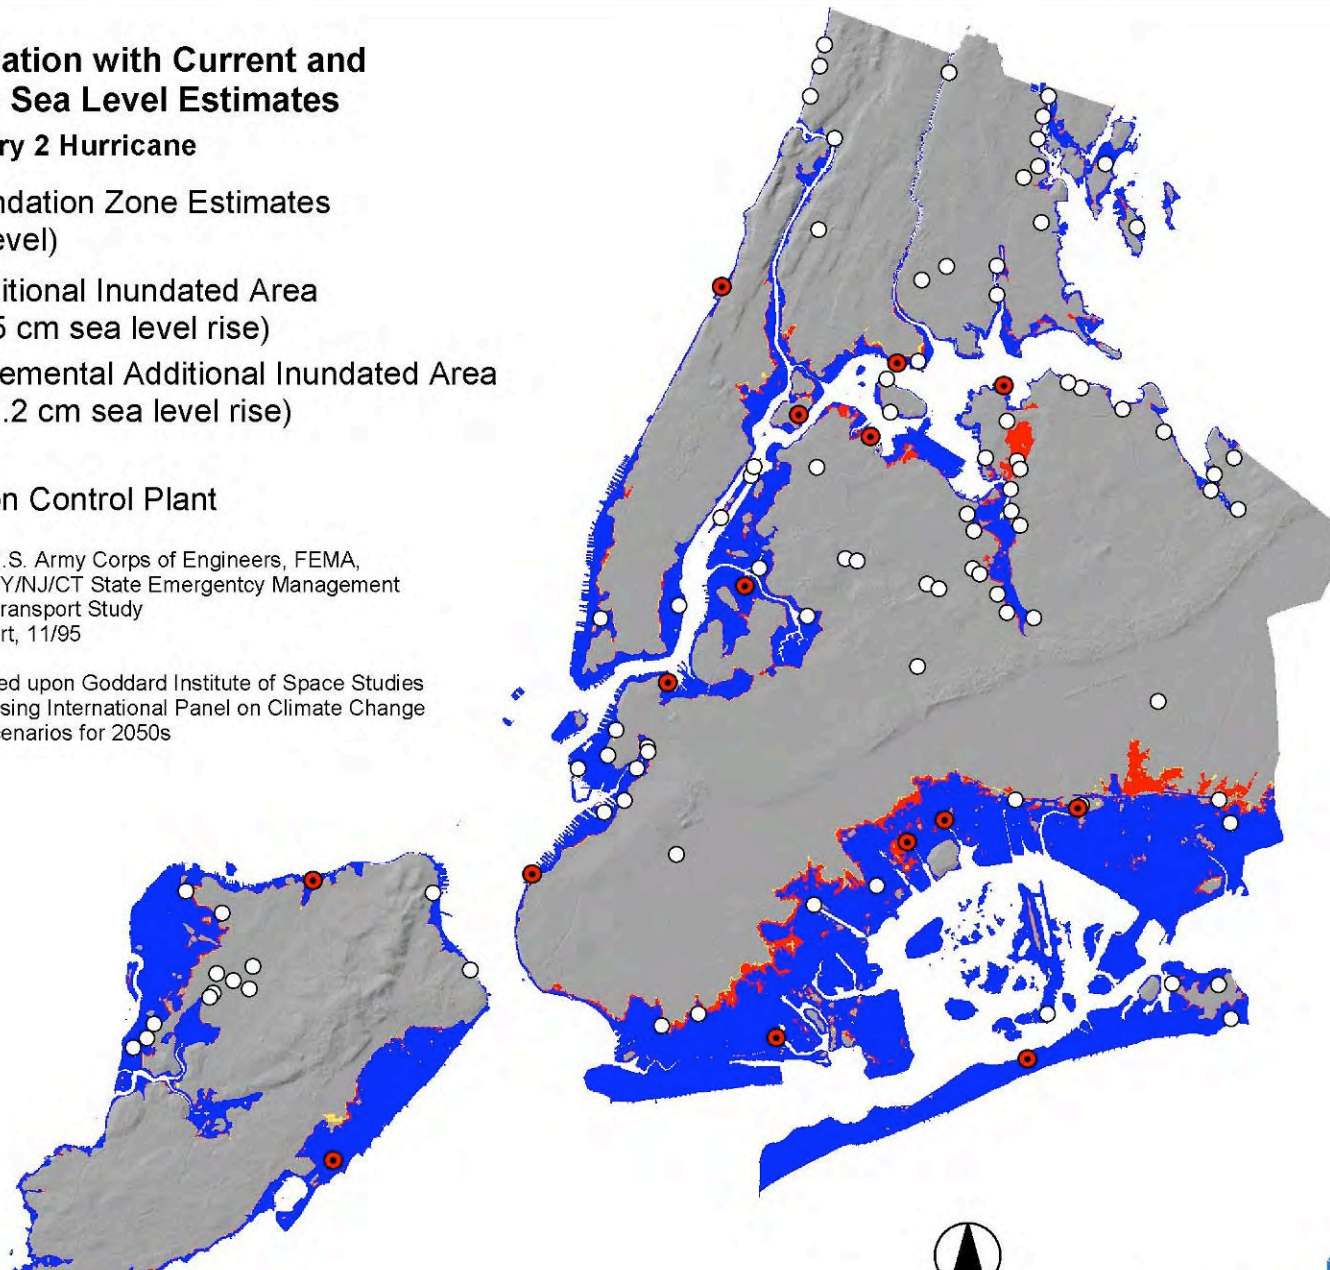 ation with Current and
Sea Level Estimates
ry 2 Hurricane
ndation Zone Estimates
evel)
itional Inundated Area
5 cm sea level rise)
emental Additional Inundated Area
.2 cm sea level rise)
on Control Plant
.S. Army Corps of Engineers, FEMA,
Y/NJ/CT State Emergentcy Management
ransport Study
rt, 11/95
ed upon Goddard Institute of Space Studies
sing International Panel on Climate Change
cenarios for 2050s